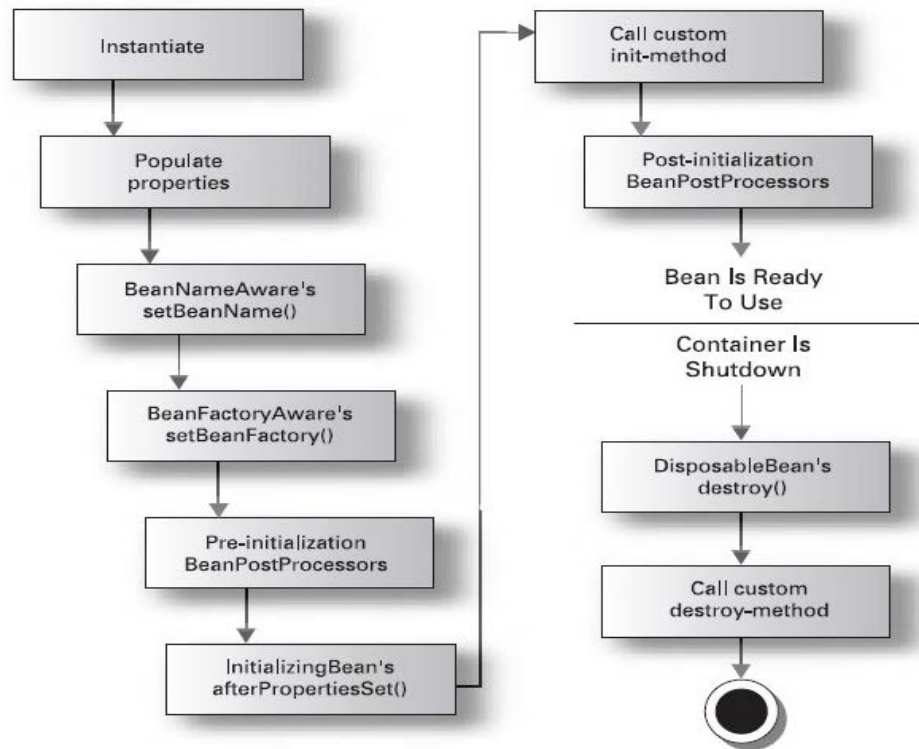 Instantiate
Populate
properties
BeanNameAware's
setBeanName()
BeanFactoryAware's
setBeanFactory()
Pre-initialization
BeanPostProcessors
InitializingBean's
afterPropertiesSet()
Call custom
init-method
Post-initialization
BeanPostProcessors
Bean Is Ready
To Use
Container Is
Shutdown
DisposableBean's
destroy()
Call custom
destroy-method